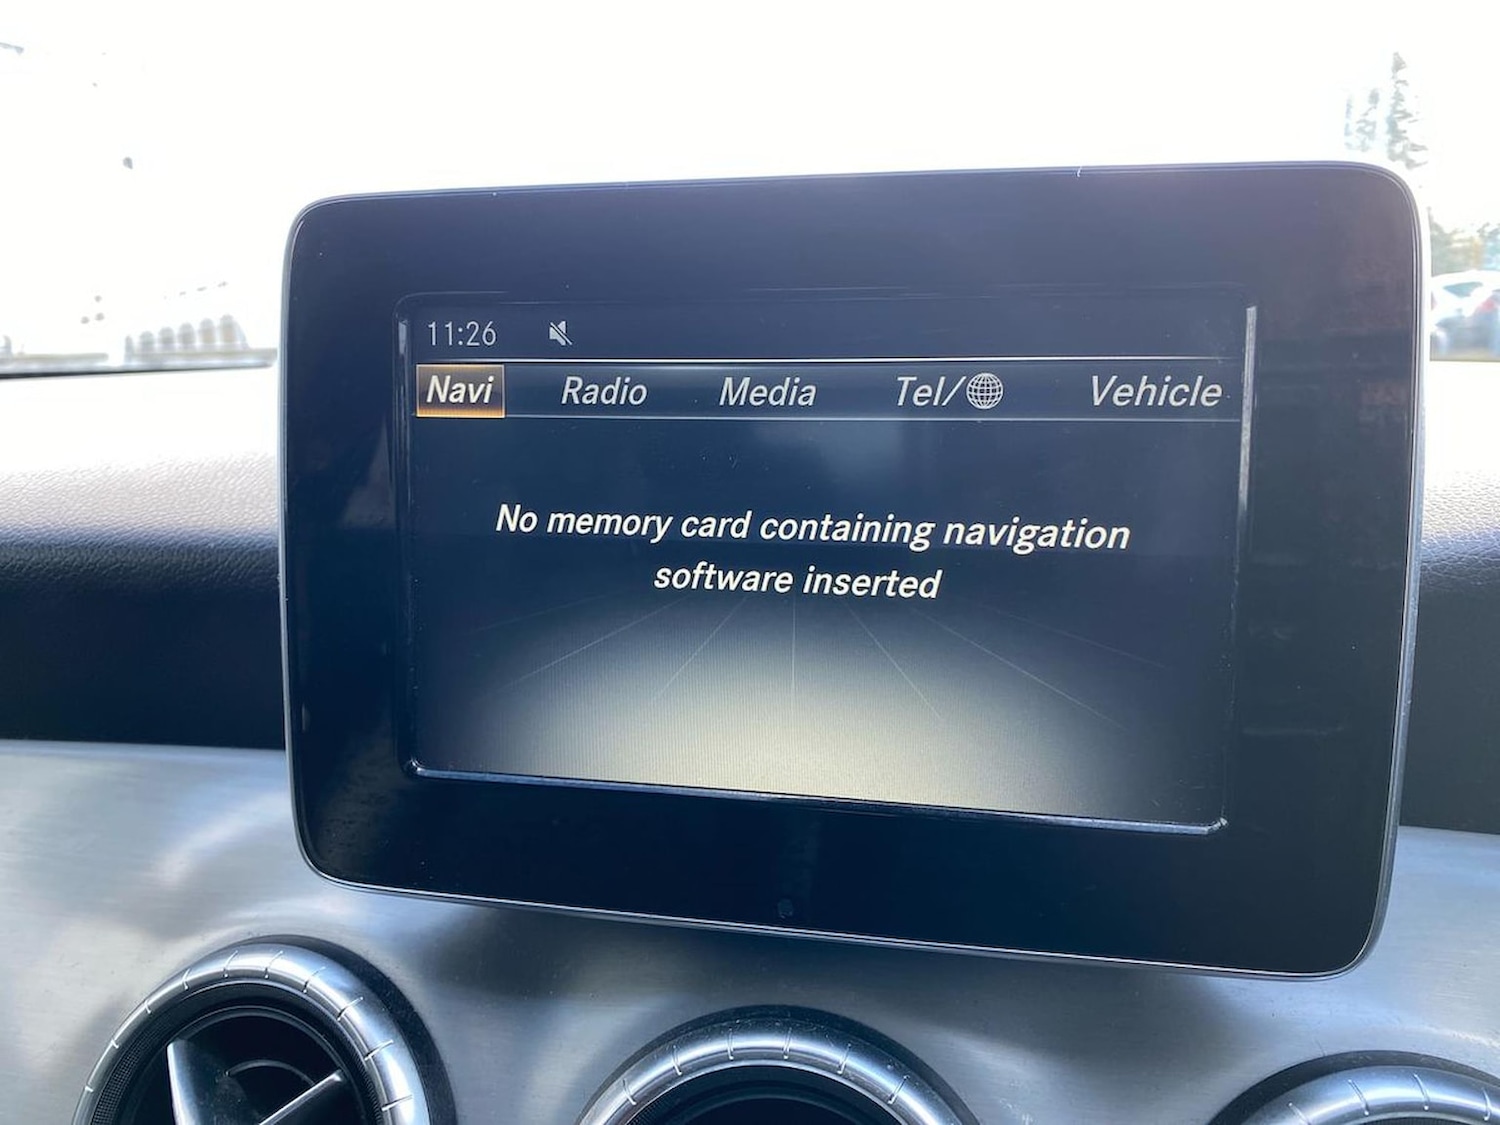 11:26
Navi Radio Media Tel/ Vehicle
No memory card containing navigation
software inserted